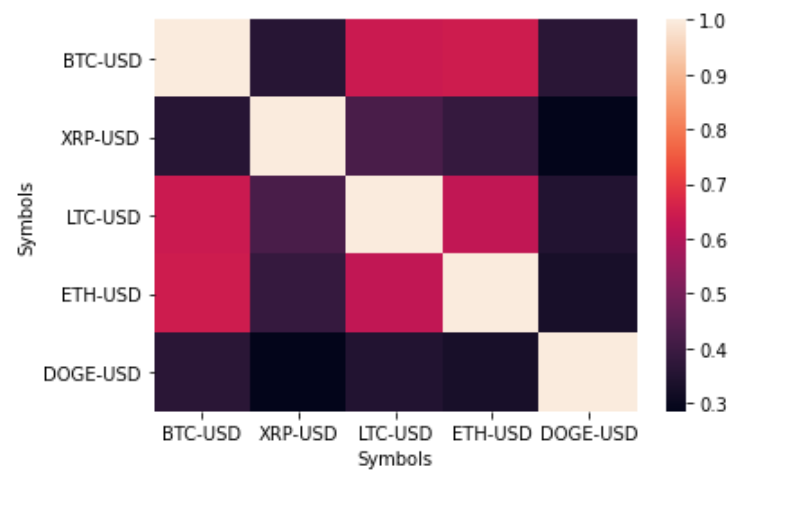 1.0
BTC-USD
0.9
XRP-USD
0.8
0.7
Symbols
LTC-USD
0.6
0.5
ETH-USD
0.4
DOGE-USD
0.3
BTC-USD XRP-USD LTC-USD ETH-USD DOGE-USD
Symbols